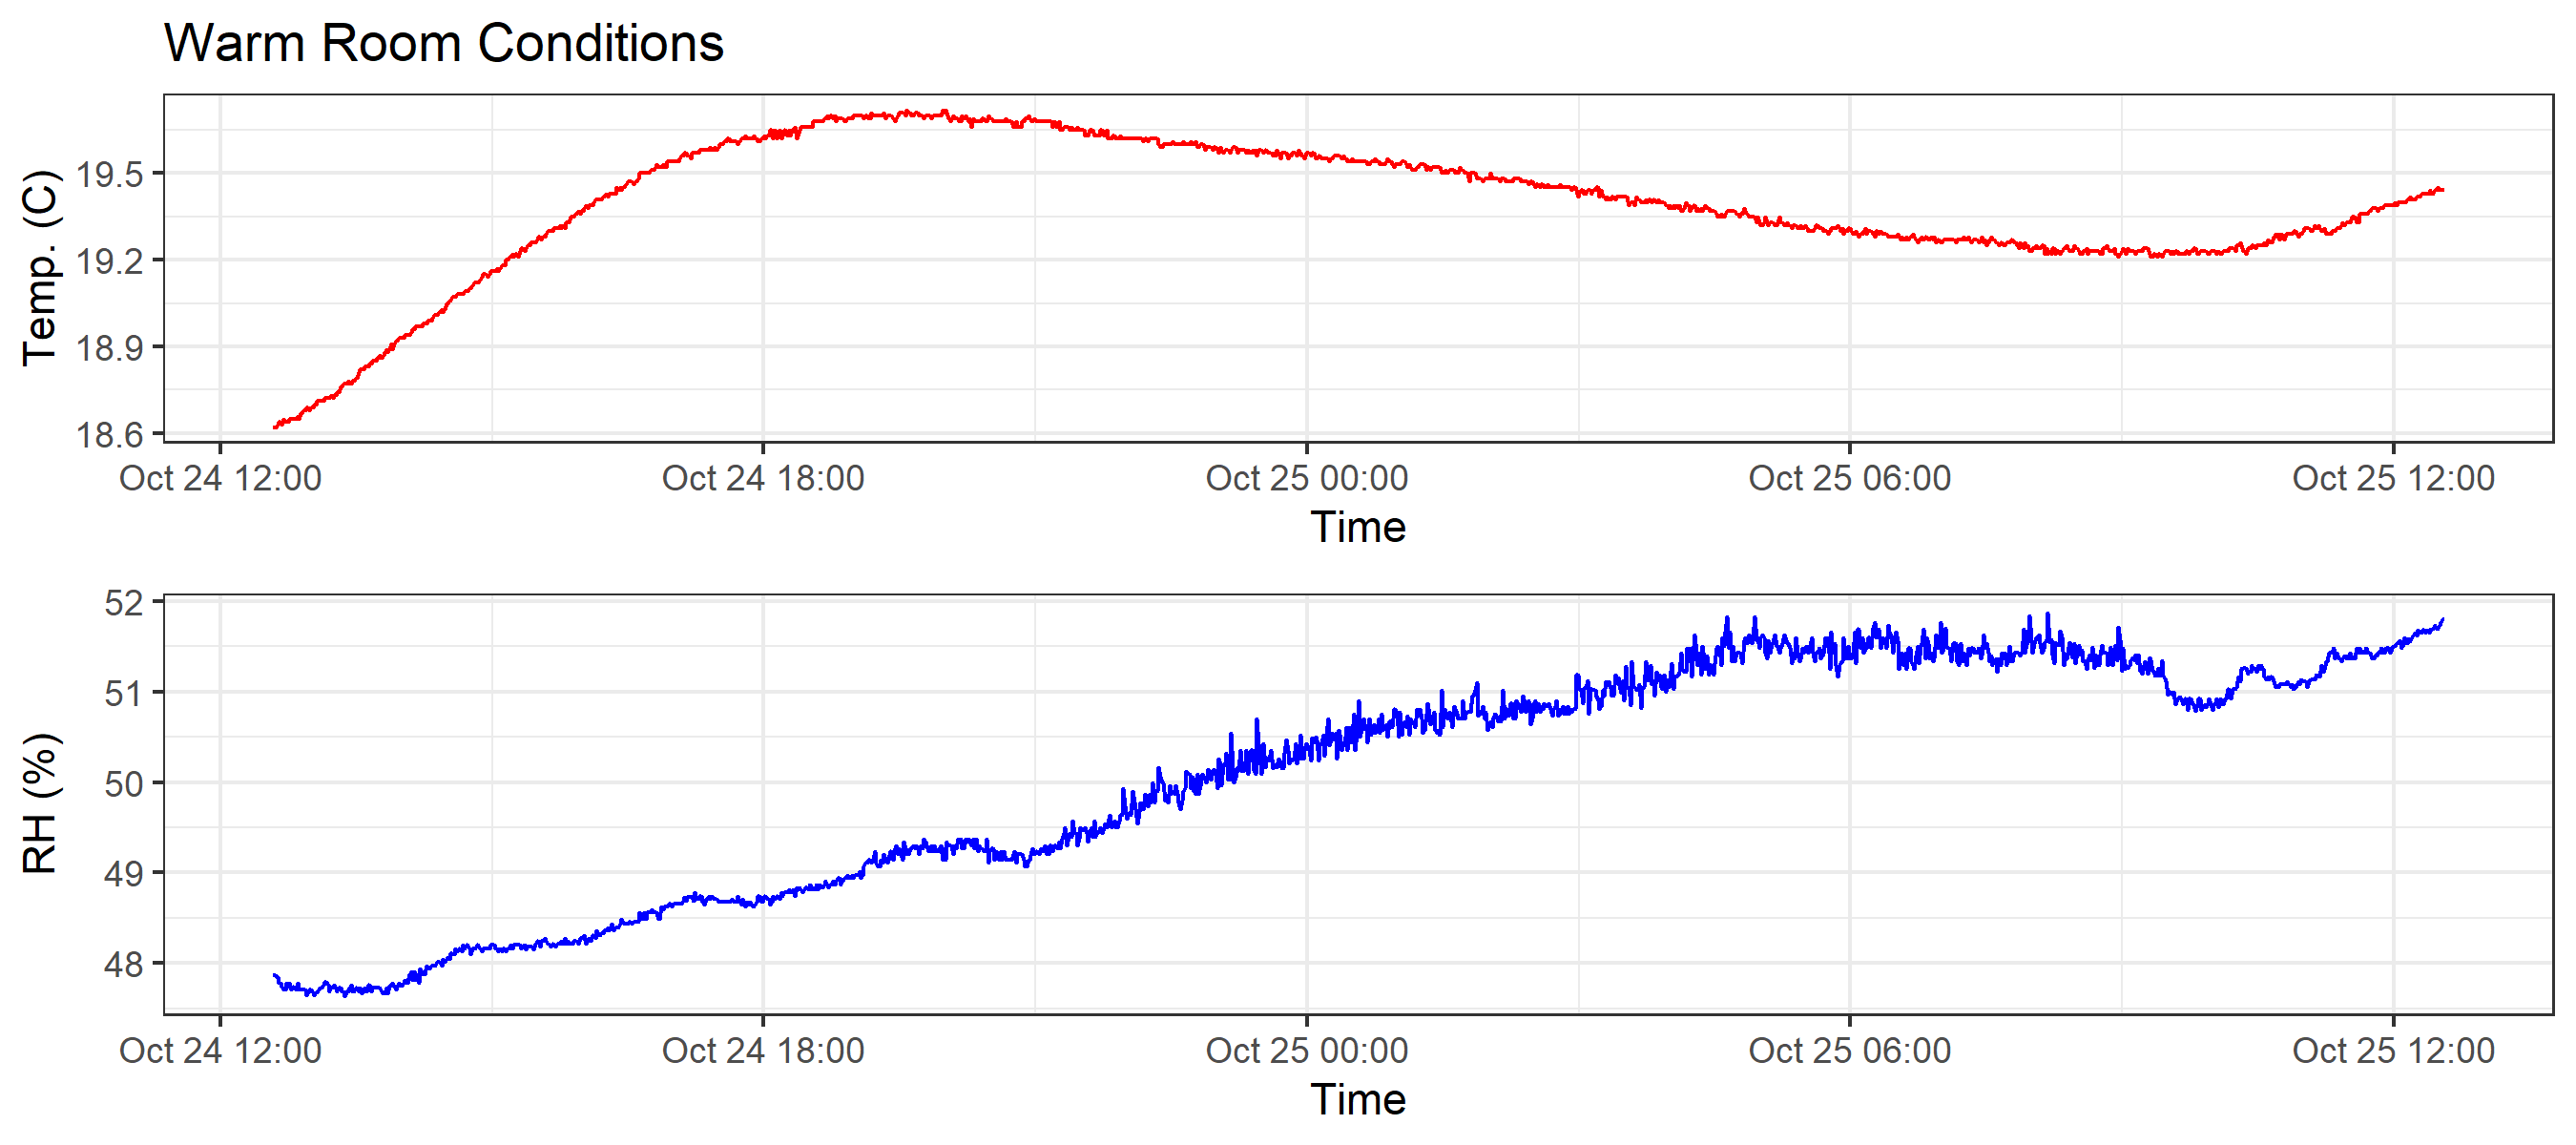 Warm Room Conditions
Temp. (C)
19.5
19.2
18.9
18.6
Oct 24 12:00 Oct 24 18:00 Oct 25 00:00 Oct 25 06:00 Oct 25 12:00
Time
RH (%)
52
51
50
49
48
Oct 24 12:00 Oct 24 18:00 Oct 25 00:00 Oct 25 06:00 Oct 25 12:00
Time